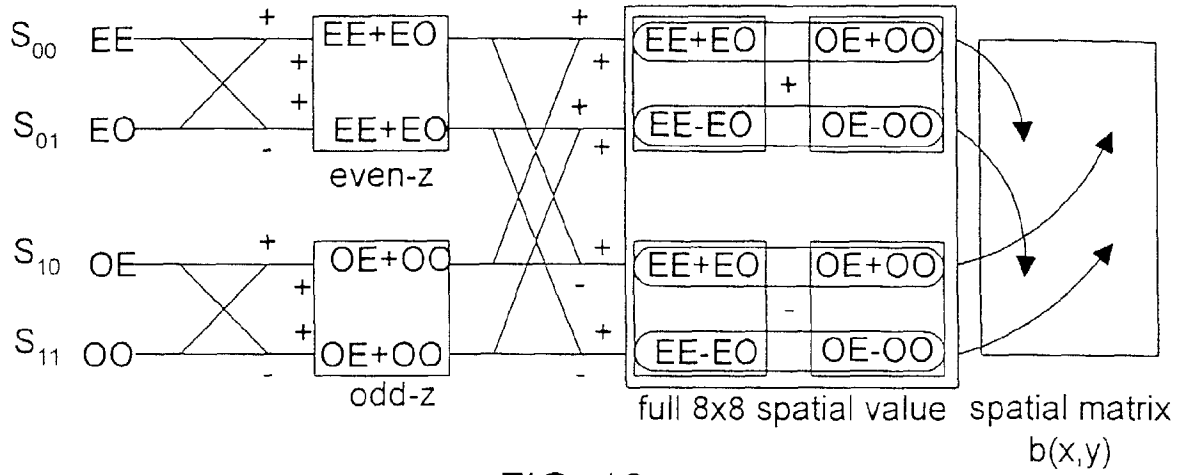 + + +
S00 EE EE+EO EE+EO OE+OO
+ +
+ + + +
S01 EO EE+EO EE-EO OE-OO
- +
even-z
+ +
S10 OE OE+OO EE+EO OE+OO
+ - -
+ +
S11 OO OE+OO EE-EO OE-OO
- -
odd-z
full 8x8 spatial value spatial matrix
b(x,y)